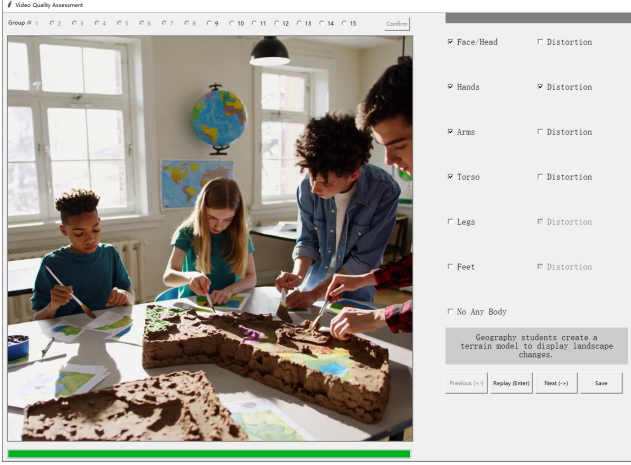 Video Quality Assessment
Group 1 2 3 4 5 6 7 8 9 10 11 12 13 14 15 Confirm
Face/Head Distortion
Hands Distortion
Arms Distortion
Torso Distortion
Legs Distortion
Feet Distortion
No Any Body
Geography students create a
terrain model to display landscape
changes.
Previous (<-) Replay (Enter) Next (->) Save